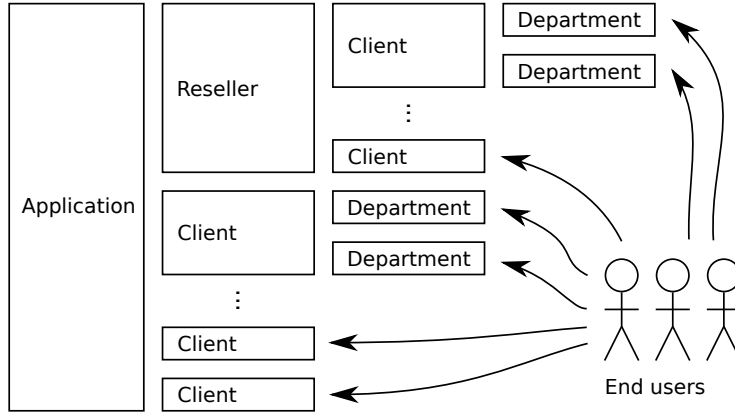 Application
Reseller
Client
Department
Department
⋮
Client
Client
Department
Department
⋮
Client
Client
End users